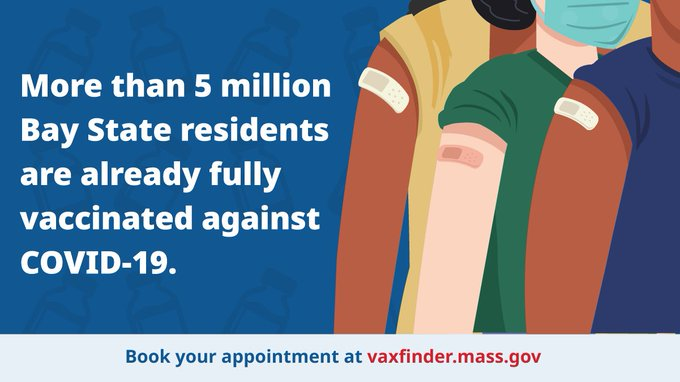 More than 5 million
Bay State residents
are already fully
vaccinated against
COVID-19.
Book your appointment at vaxfinder.mass.gov